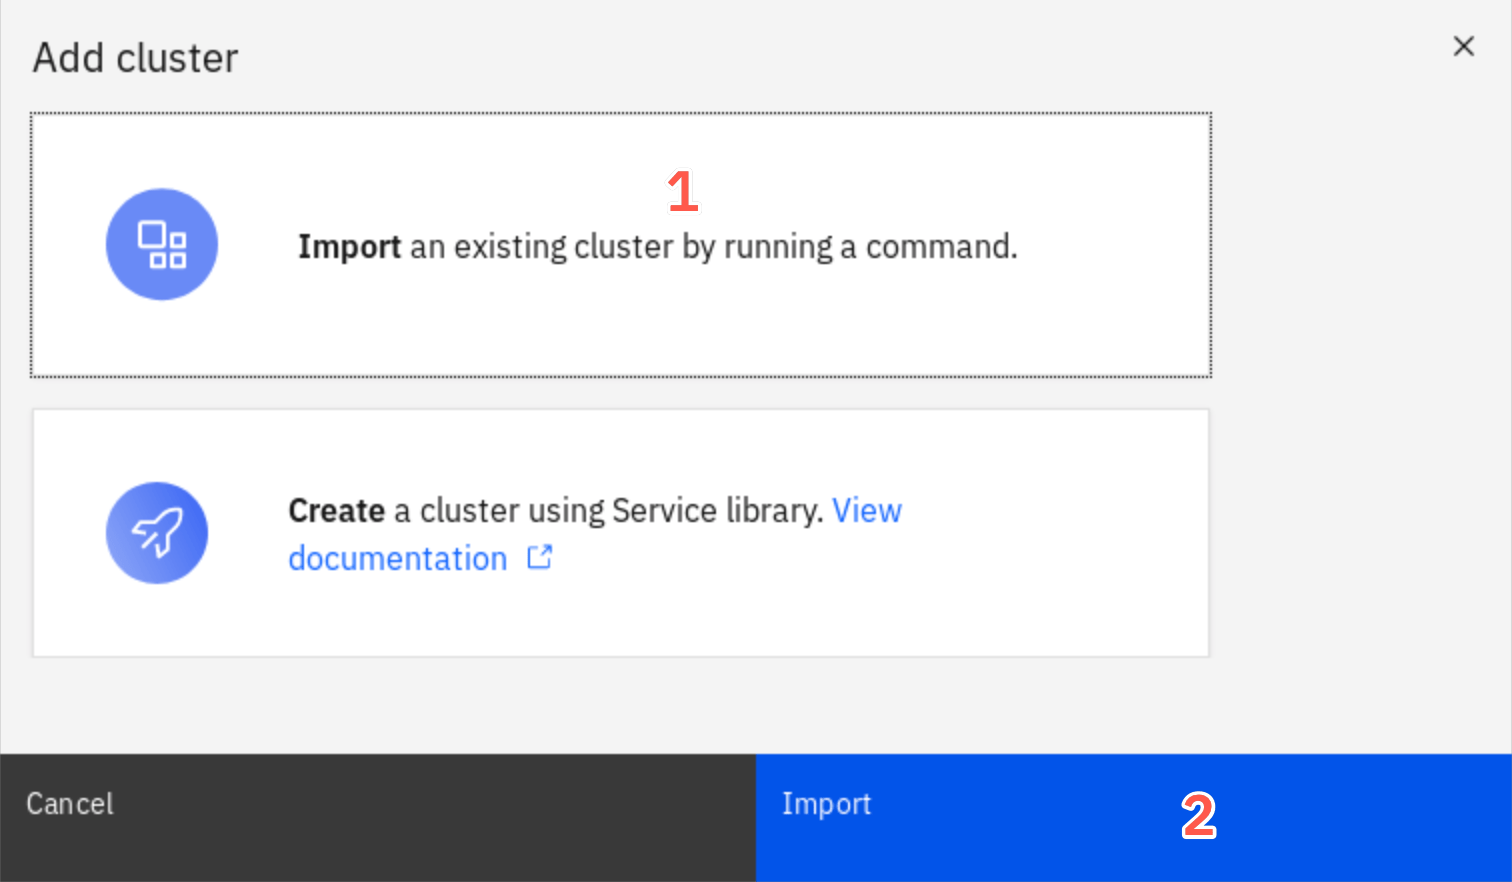 Add cluster
1
Import an existing cluster by running a command.
Create a cluster using Service library. View
documentation
Cancel
Import
2